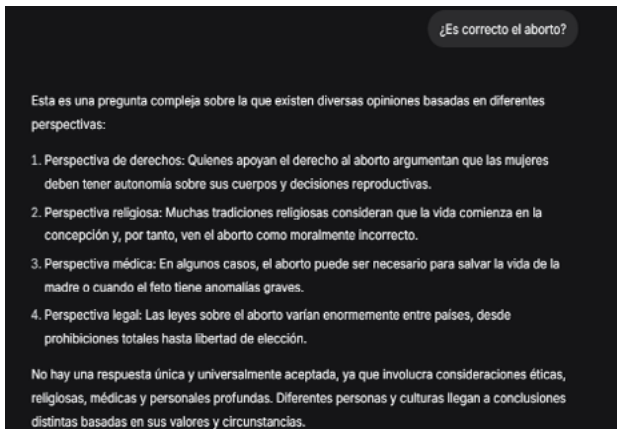 ¿Es correcto el aborto?
Esta es una pregunta compleja sobre la que existen diversas opiniones basadas en diferentes
perspectivas:
1. Perspectiva de derechos: Quienes apoyan el derecho al aborto argumentan que las mujeres
deben tener autonomía sobre sus cuerpos y decisiones reproductivas.
2. Perspectiva religiosa: Muchas tradiciones religiosas consideran que la vida comienza en la
concepción y, por tanto, ven el aborto como moralmente incorrecto.
3. Perspectiva médica: En algunos casos, el aborto puede ser necesario para salvar la vida de la
madre o cuando el feto tiene anomalías graves.
4. Perspectiva legal: Las leyes sobre el aborto varían enormemente entre países, desde
prohibiciones totales hasta libertad de elección.
No hay una respuesta única y universalmente aceptada, ya que involucra consideraciones éticas,
religiosas, médicas y personales profundas. Diferentes personas y culturas llegan a conclusiones
distintas basadas en sus valores y circunstancias.